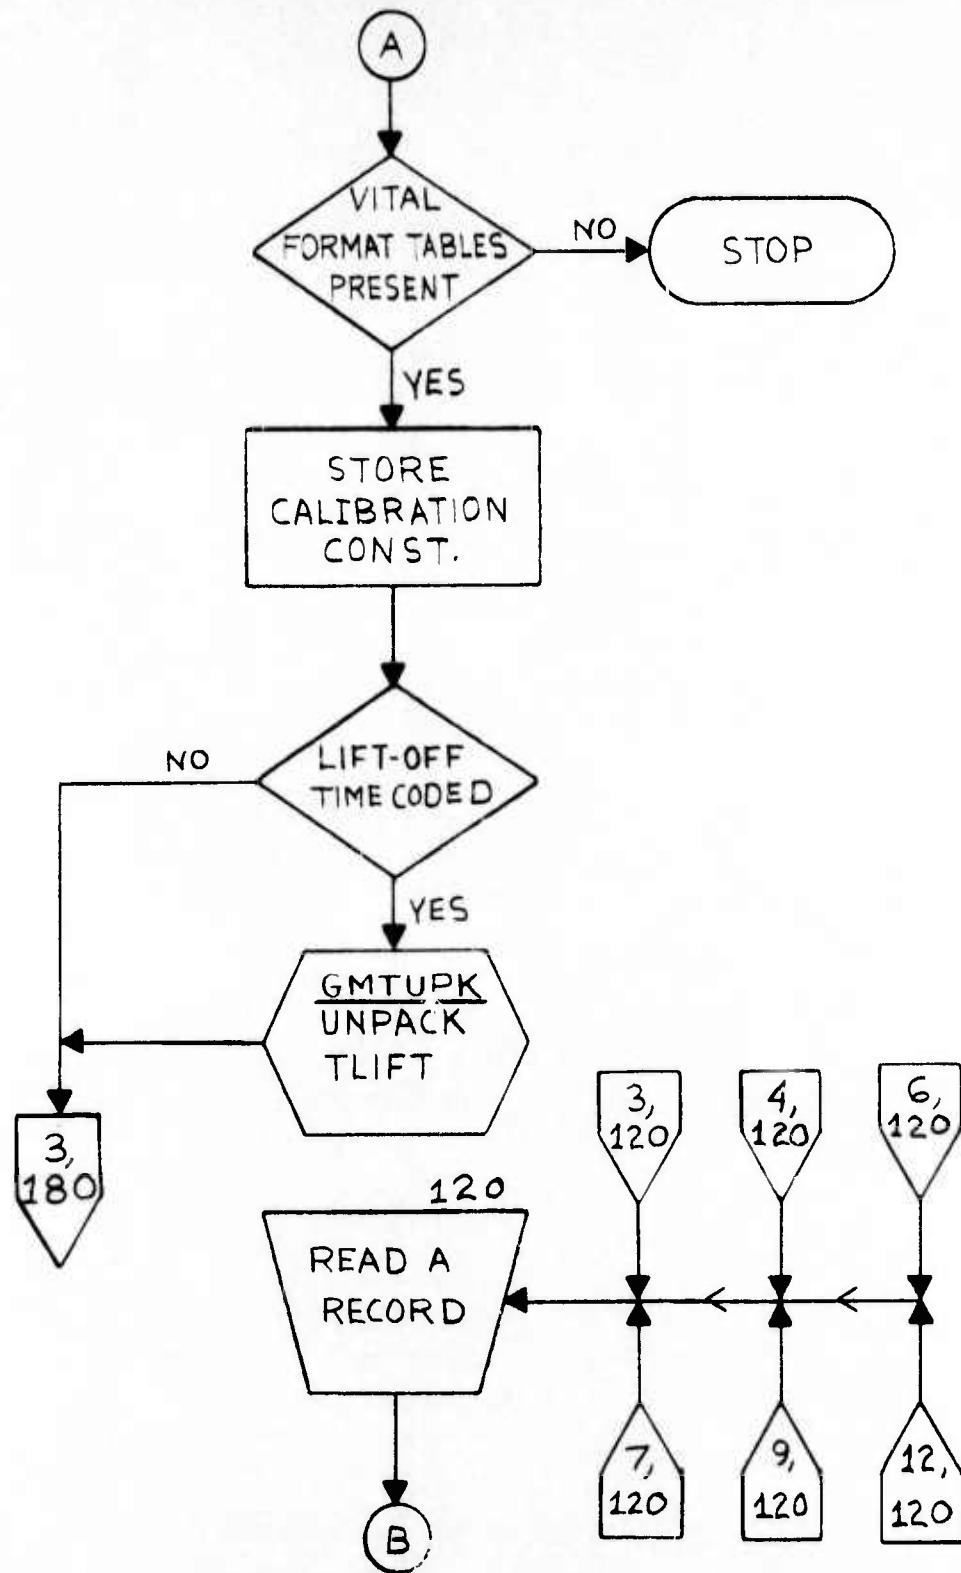 A
VITAL
FORMAT TABLES
PRESENT
NO
STOP
YES
STORE
CALIBRATION
CONST.
NO
LIFT-OFF
TIME CODED
YES
GMTUPK
UNPACK
TLIFT
3,
180
3,
120
4,
120
6,
120
120
READ A
RECORD
7,
120
9,
120
12,
120
B